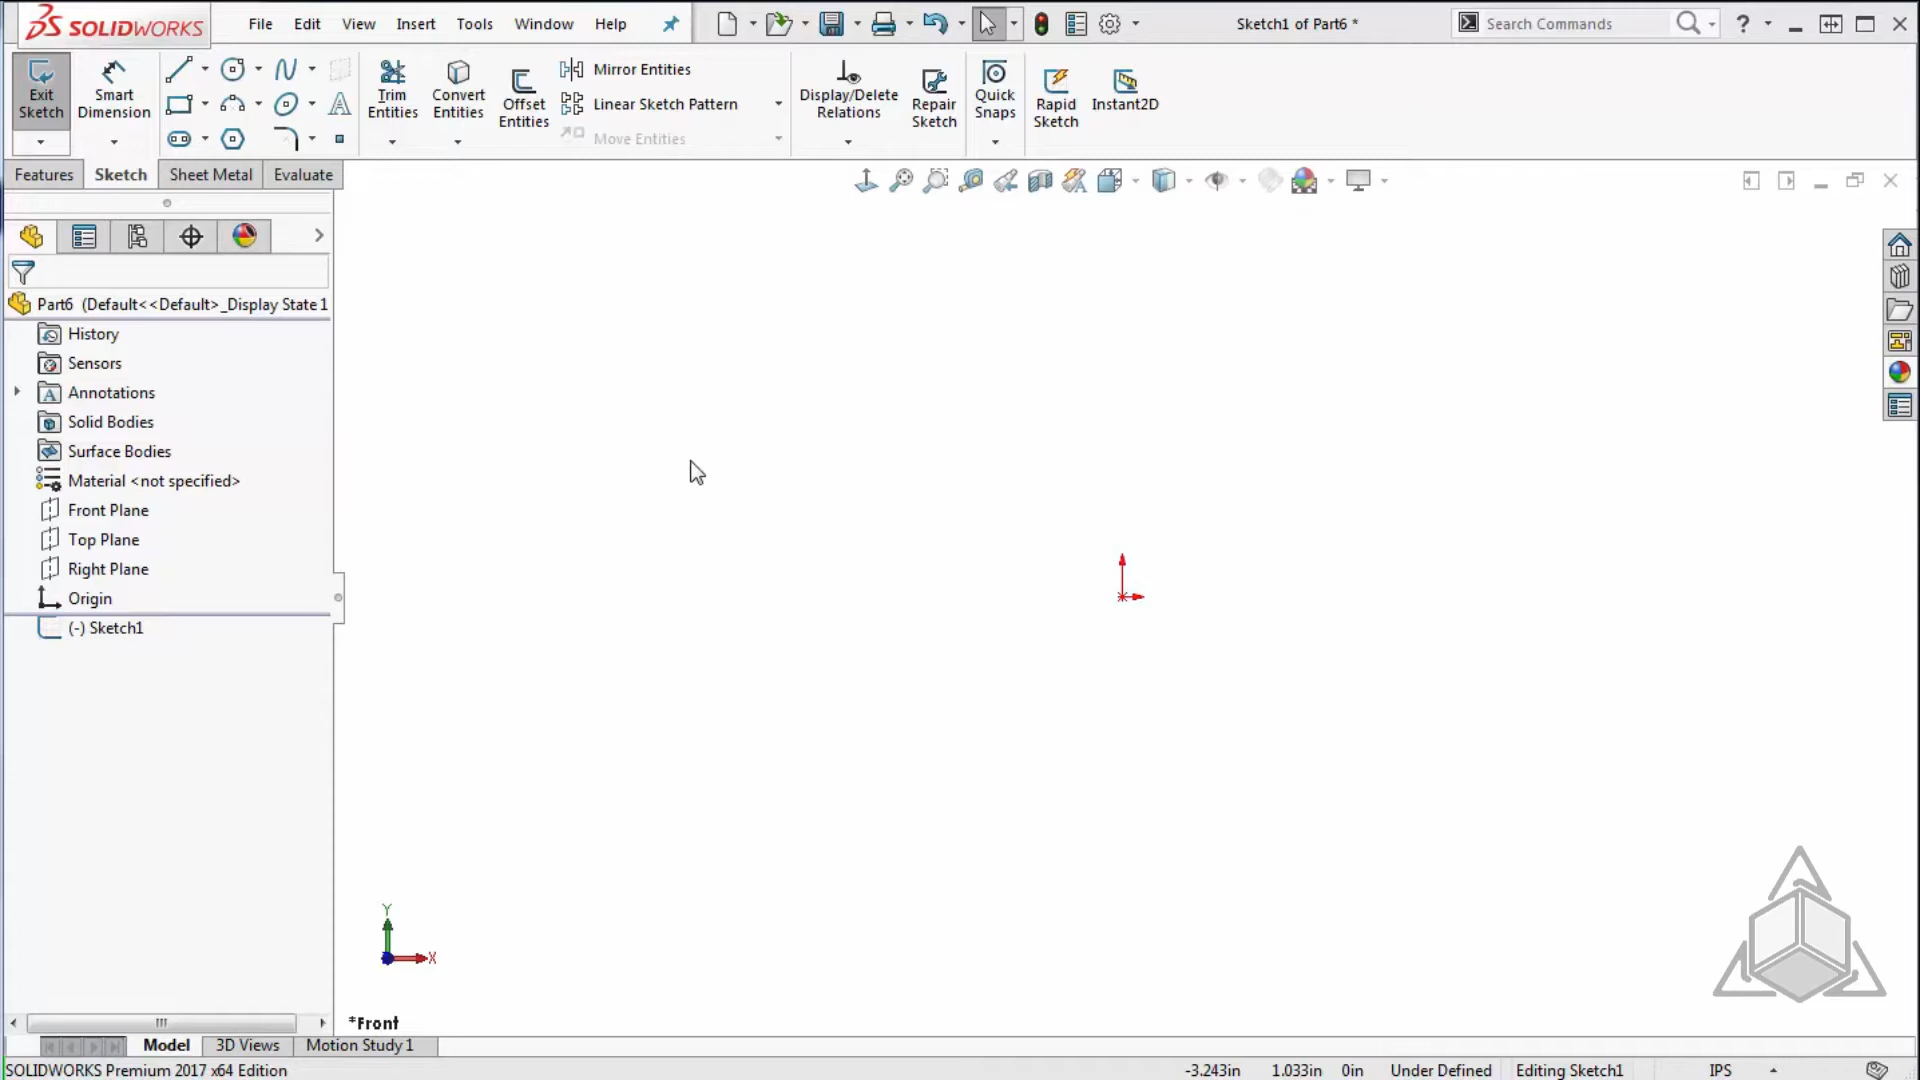 SOLIDWORKS File Edit View Insert Tools Window Help Sketch1 of Part6 * Search Commands ?
Exit Sketch
Smart Dimension
Trim Entities
Convert Entities
Offset Entities
Mirror Entities
Linear Sketch Pattern
Move Entities
Display/Delete Relations
Repair Sketch
Quick Snaps
Rapid Sketch
Instant2D
Features Sketch Sheet Metal Evaluate
Part6 (Default<<Default>_Display State 1
History
Sensors
Annotations
Solid Bodies
Surface Bodies
Material <not specified>
Front Plane
Top Plane
Right Plane
Origin
(-) Sketch1
Y
X
*Front
Model 3D Views Motion Study 1
SOLIDWORKS Premium 2017 x64 Edition -3.243in 1.033in 0in Under Defined Editing Sketch1 IPS